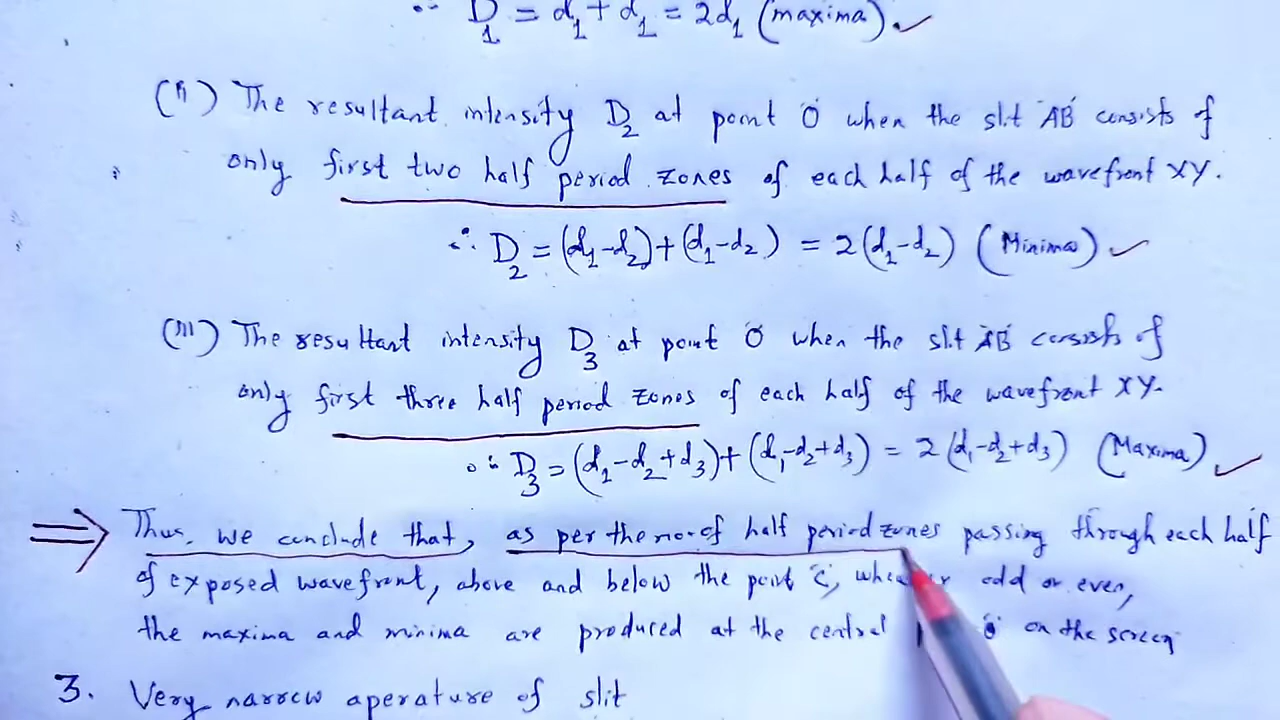 ∴ D₁ = d₁ + d₁ = 2d₁ (maxima).
(II) The resultant intensity D₂ at point 'O' when the slit 'AB' consists of
only first two half period zones of each half of the wavefront XY.
∴ D₂ = (d₁-d₂)+(d₁-d₂) = 2(d₁-d₂) (Minima)
(III) The resultant intensity D₃ at point 'O' when the slit 'AB' consists of
only first three half period zones of each half of the wavefront XY.
∴ D₃ = (d₁-d₂+d₃)+(d₁-d₂+d₃) = 2(d₁-d₂+d₃) (Maxima)
⇒ Thus, we conclude that, as per the no. of half period zones passing through each half
of exposed wavefront, above and below the point 'C', odd or even,
the maxima and minima are produced at the central 'O' on the screen
3. Very narrow aperature of slit